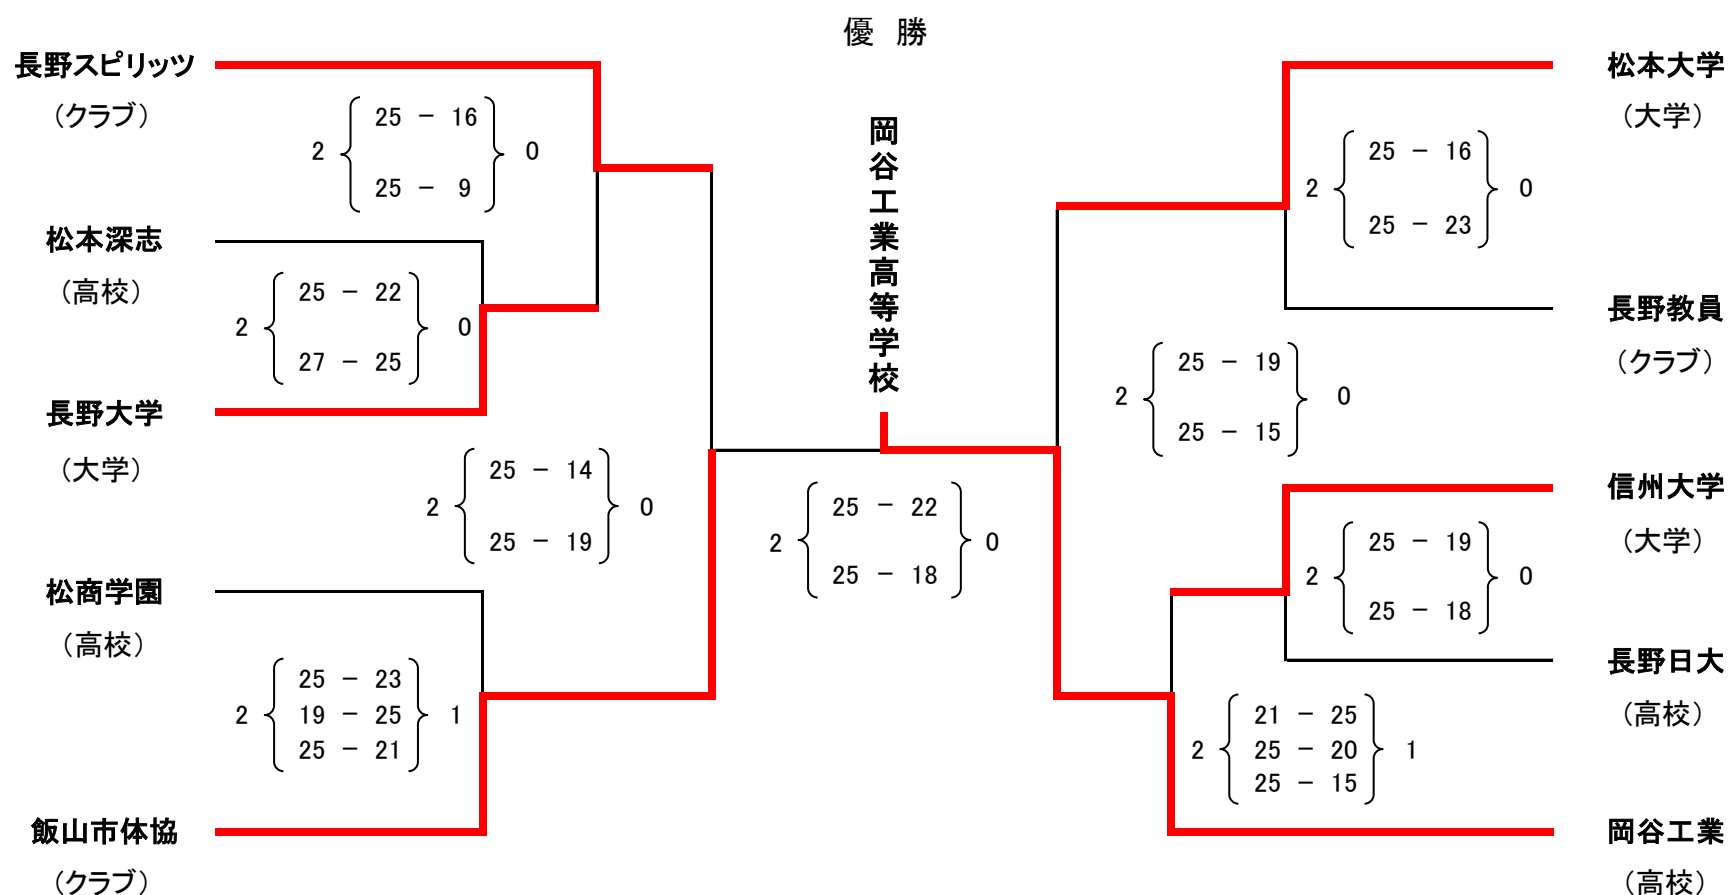 優 勝
長野スピリッツ
(クラブ)
2 25 - 16 0
25 - 9
松本深志
(高校)
2 25 - 22 0
27 - 25
長野大学
(大学)
2 25 - 14 0
25 - 19
松商学園
(高校)
25 - 23
2 19 - 25 1
25 - 21
飯山市体協
(クラブ)
岡谷工業高等学校
2 25 - 22 0
25 - 18
松本大学
(大学)
2 25 - 16 0
25 - 23
長野教員
(クラブ)
2 25 - 19 0
25 - 15
信州大学
(大学)
2 25 - 19 0
25 - 18
長野日大
(高校)
21 - 25
2 25 - 20 1
25 - 15
岡谷工業
(高校)